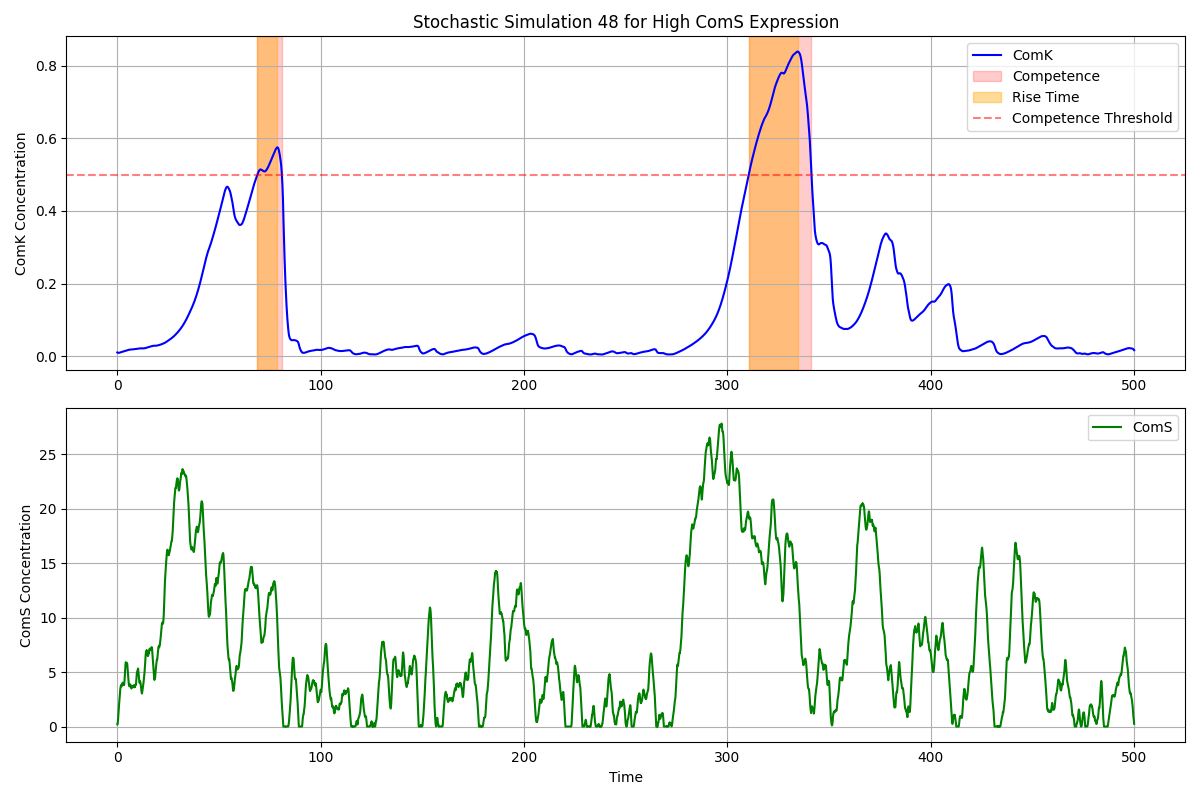 Stochastic Simulation 48 for High ComS Expression
ComK Concentration
0.8
0.6
0.4
0.2
0.0
ComK
Competence
Rise Time
Competence Threshold
0 100 200 300 400 500
ComS Concentration
25
20
15
10
5
0
ComS
0 100 200 300 400 500
Time